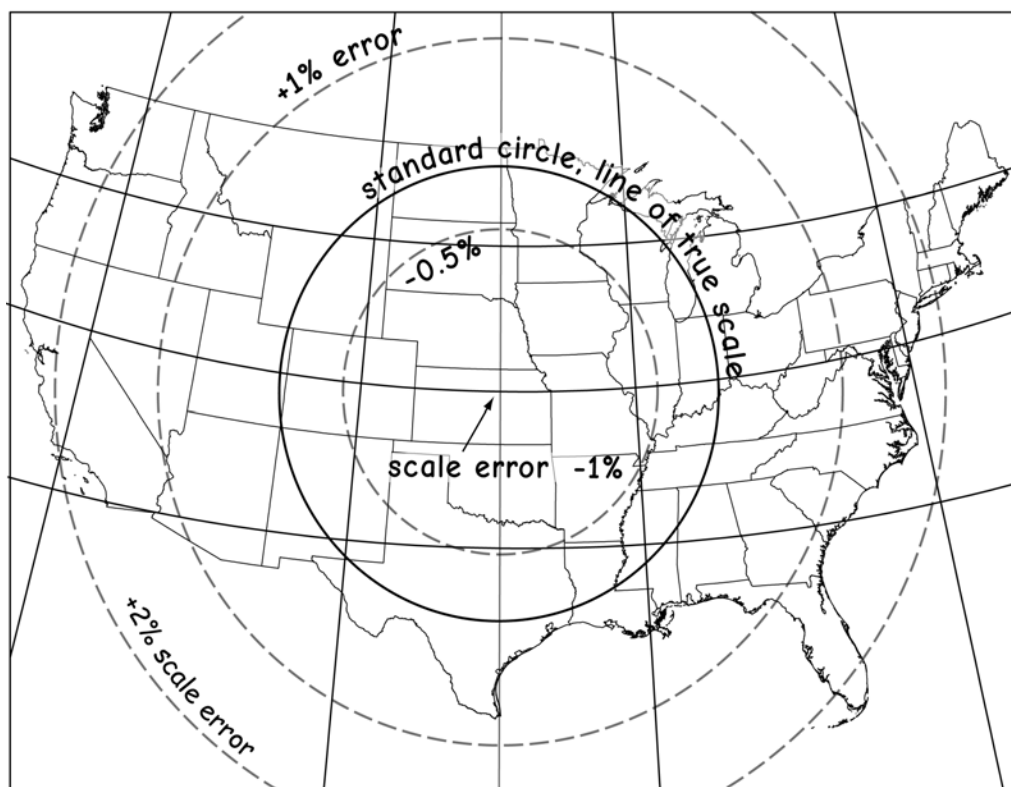 +1% error
standard circle, line of true scale
-0.5%
scale error -1%
+2% scale error